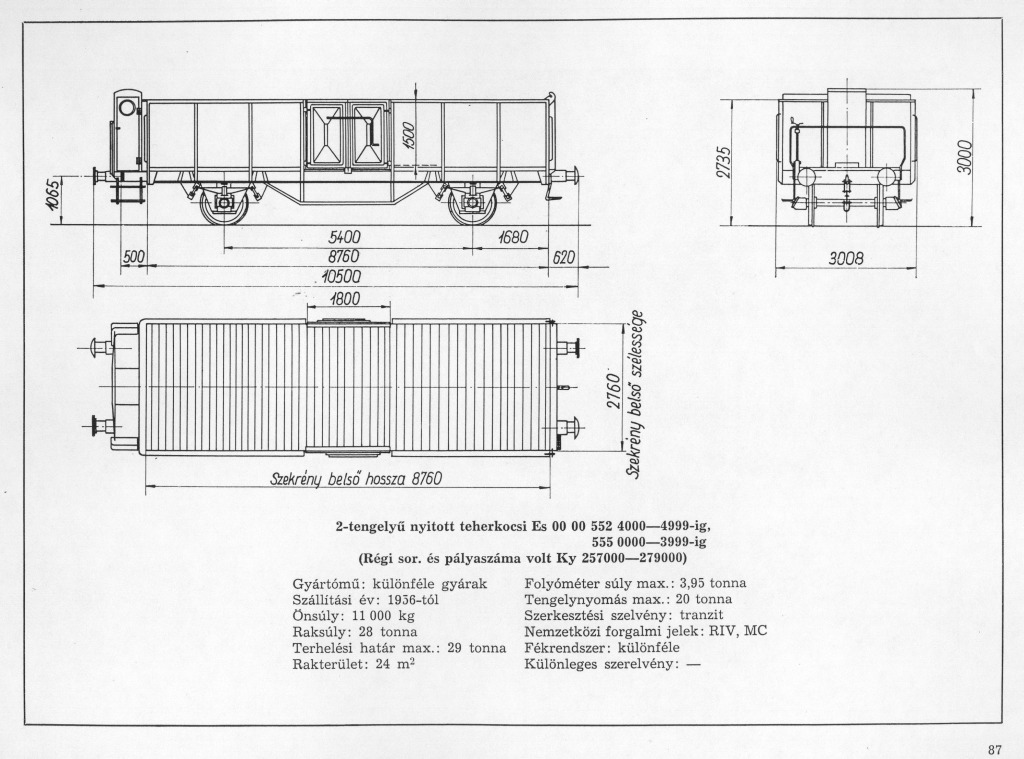 1500
2735
3000
1065
5400
1680
500
8760
620
3008
10500
1800
2760
Szekrény belső szélessége
Szekrény belső hossza 8760
2-tengelyű nyitott teherkocsi Es 00 00 552 4000—4999-ig,
555 0000—3999-ig
(Régi sor. és pályaszáma volt Ky 257000—279000)
Gyártómű: különféle gyárak
Szállítási év: 1956-tól
Önsúly: 11 000 kg
Raksúly: 28 tonna
Terhelési határ max.: 29 tonna
Rakterület: 24 m²
Folyóméter súly max.: 3,95 tonna
Tengelynyomás max.: 20 tonna
Szerkesztési szelvény: tranzit
Nemzetközi forgalmi jelek: RIV, MC
Fékrendszer: különféle
Különleges szerelvény: —
87